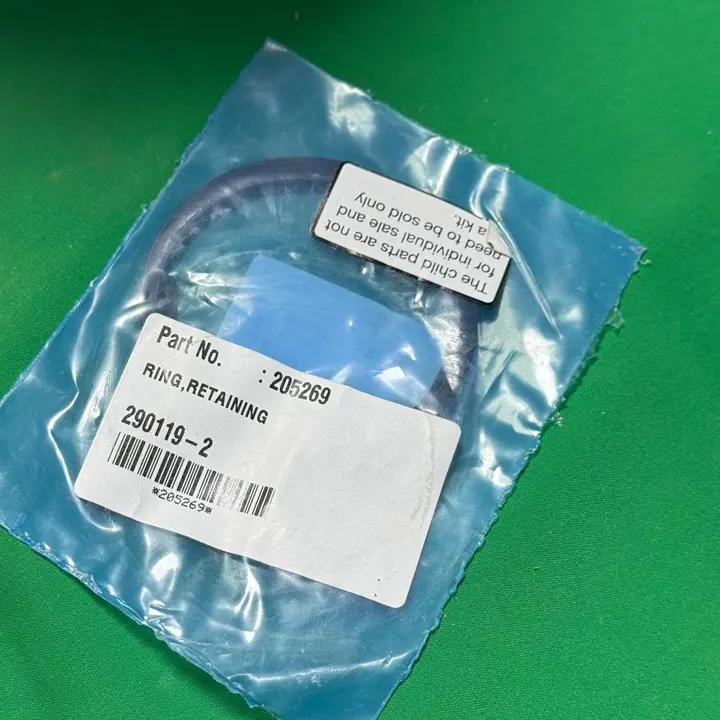 The child parts are not
for individual sale and
need to be sold only
a kit.
Part No. : 205269
RING,RETAINING
290119-2
*205269*